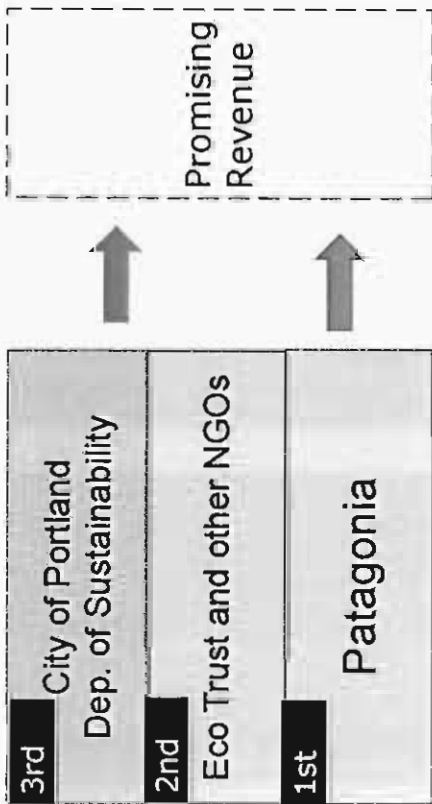 3rd
City of Portland
Dep. of Sustainability
2nd
Eco Trust and other NGOs
1st
Patagonia
Promising
Revenue